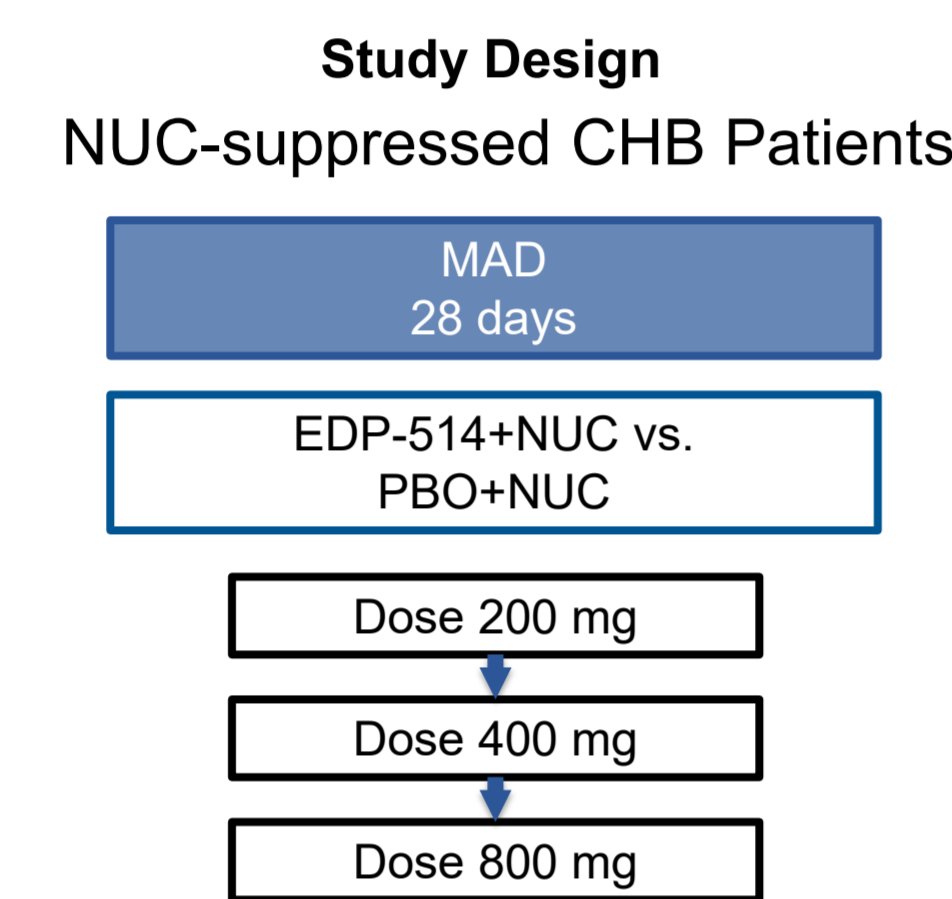 Study Design
NUC-suppressed CHB Patients
MAD
28 days
EDP-514+NUC vs.
PBO+NUC
Dose 200 mg
Dose 400 mg
Dose 800 mg